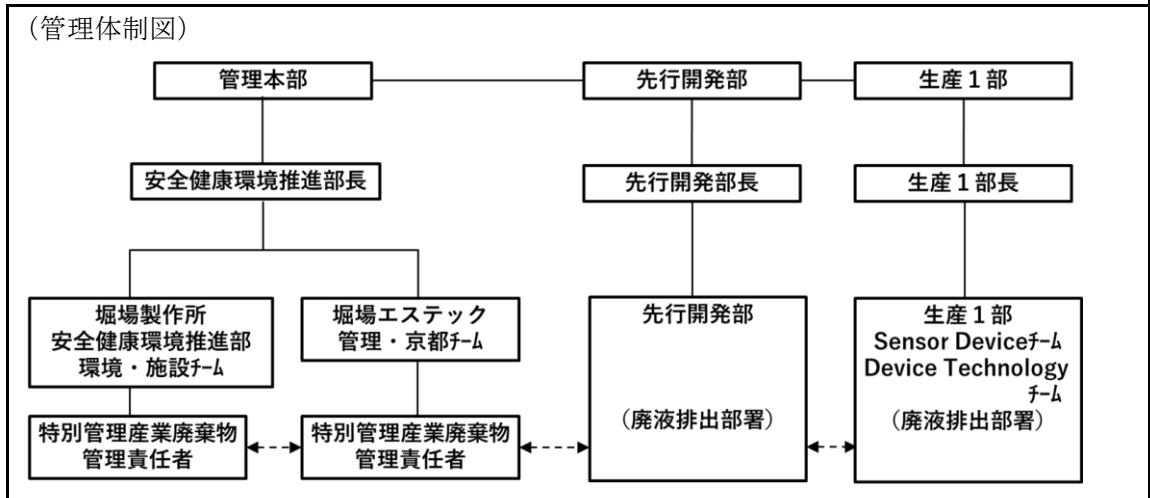 （管理体制図）
管理本部
先行開発部
生産１部
安全健康環境推進部長
先行開発部長
生産１部長
堀場製作所
安全健康環境推進部
環境・施設ﾁｰﾑ
堀場エステック
管理・京都ﾁｰﾑ
先行開発部
（廃液排出部署）
生産１部
Sensor Deviceﾁｰﾑ
Device Technology
ﾁｰﾑ
（廃液排出部署）
特別管理産業廃棄物
管理責任者
特別管理産業廃棄物
管理責任者